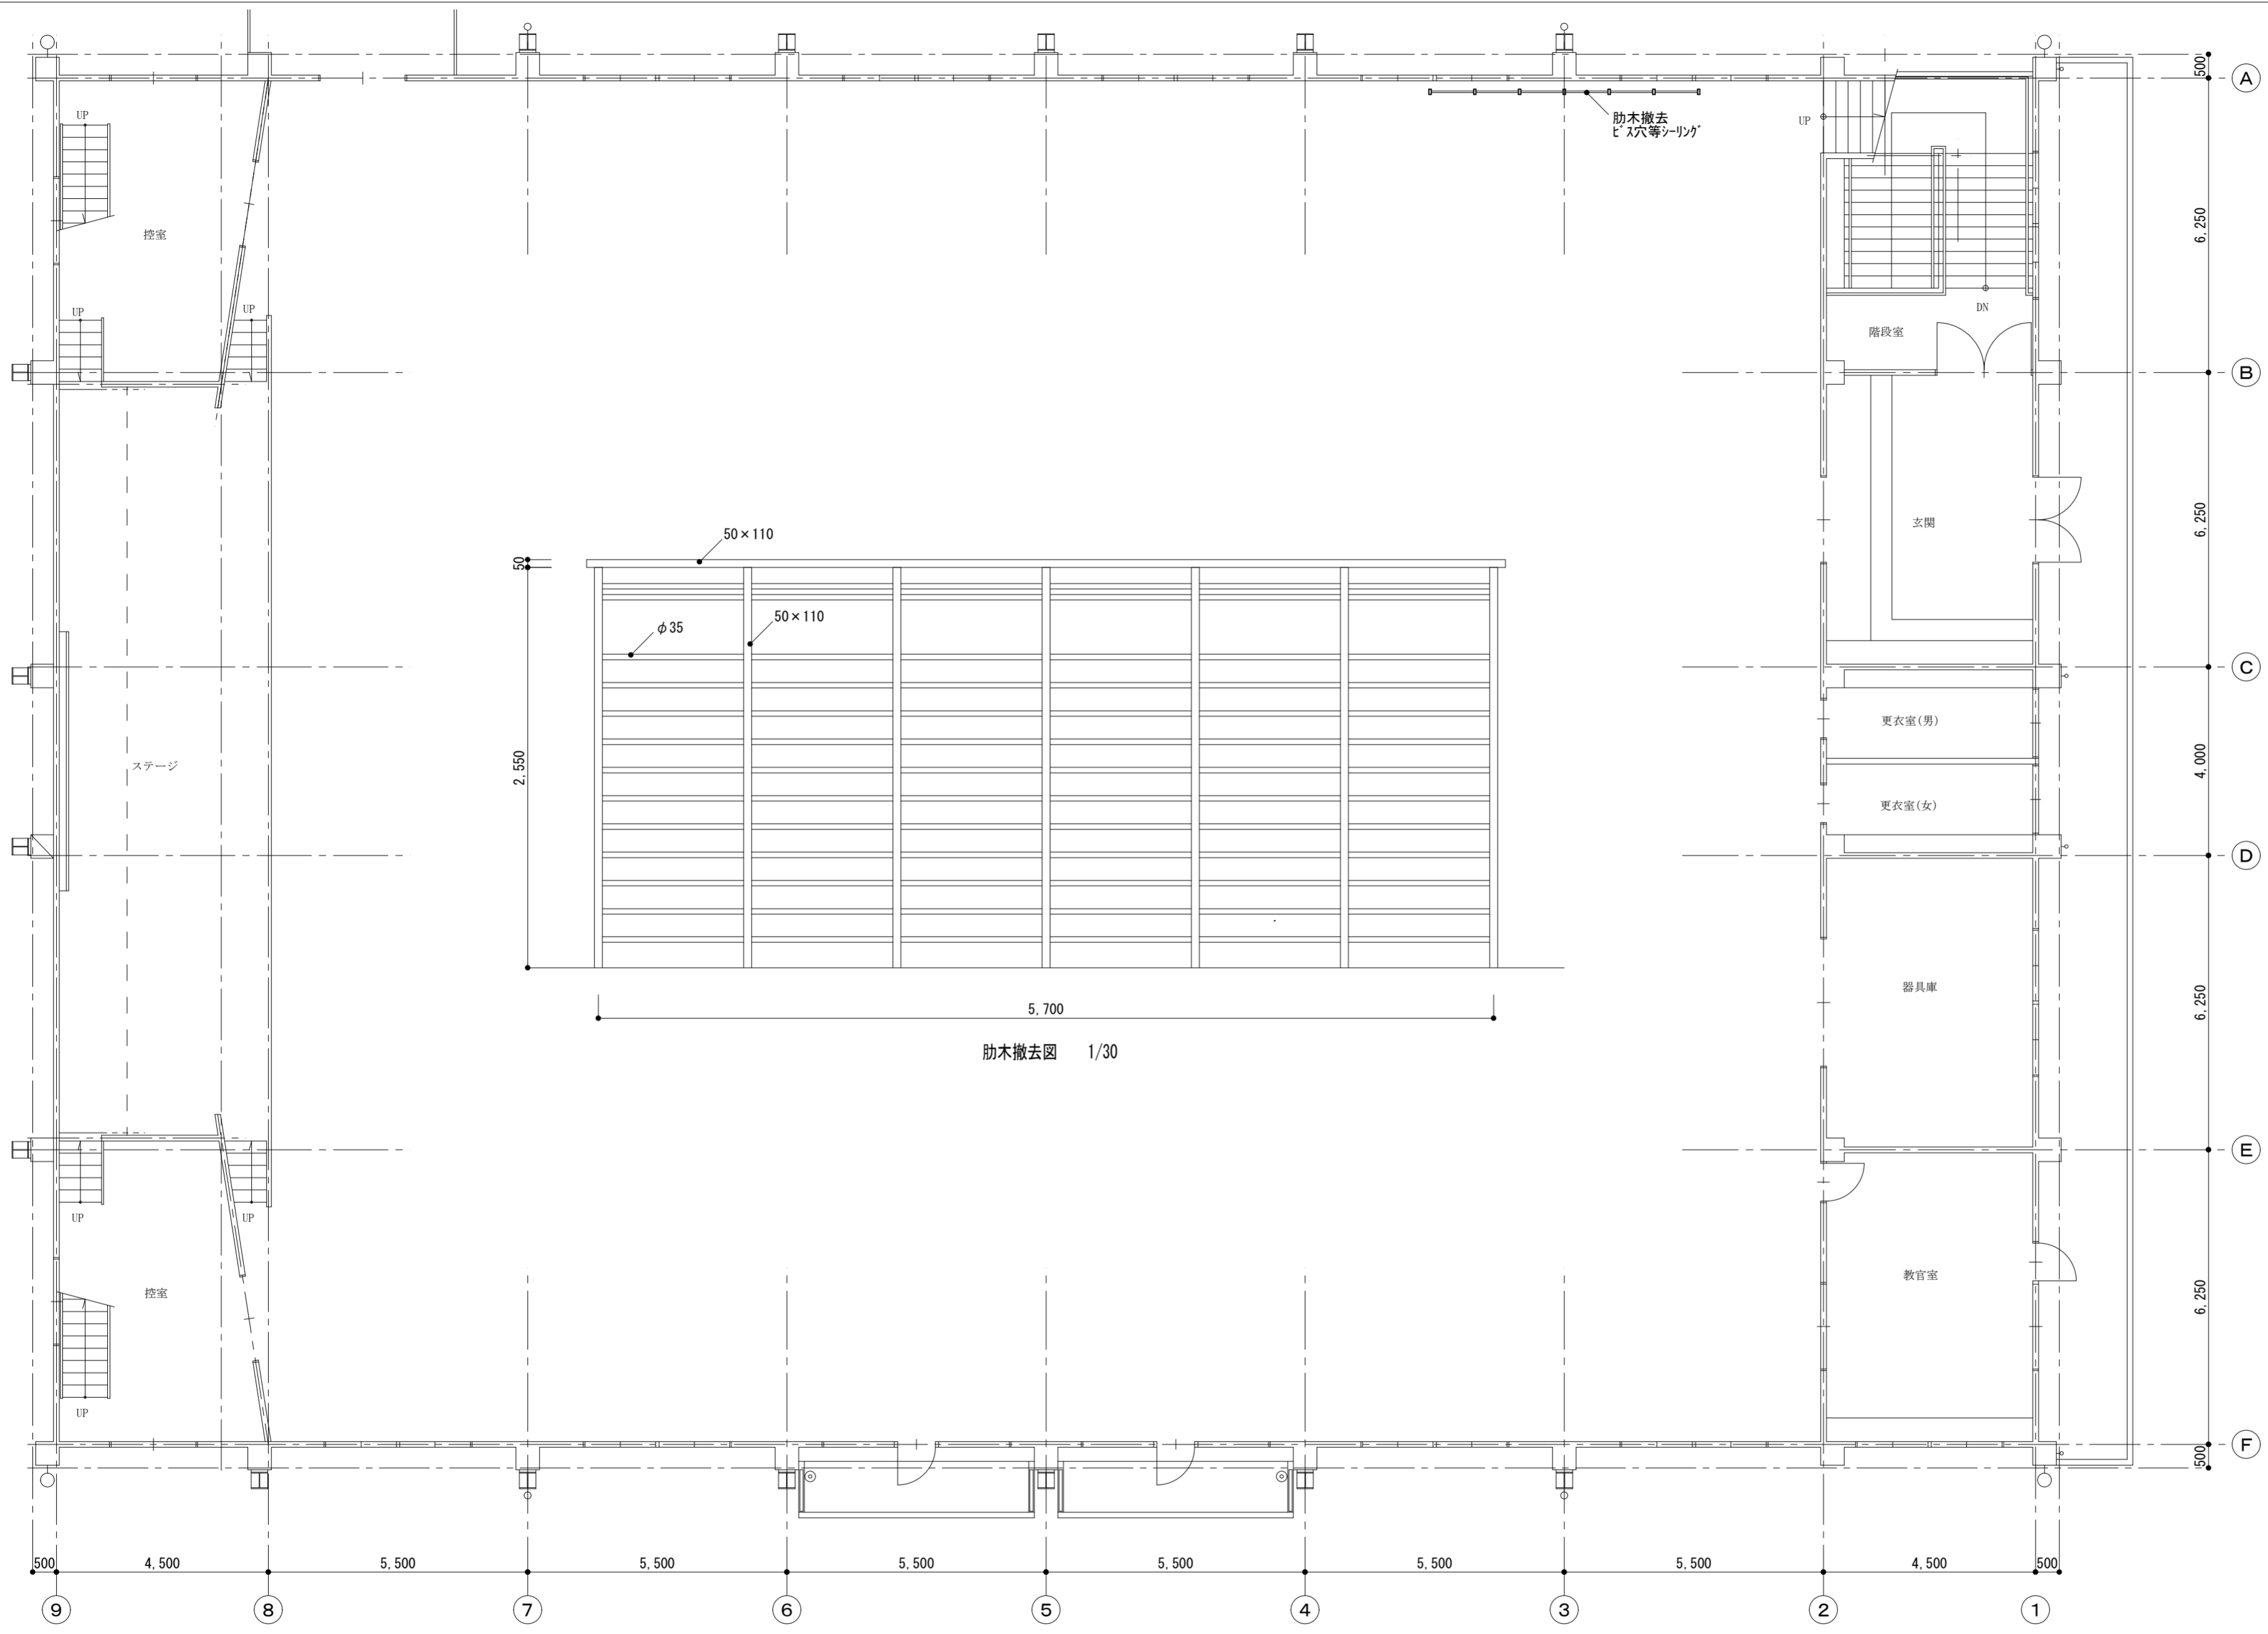 500
A
肋木撤去
ビス穴等シーリング
UP
UP
6,250
控室
UP
UP
DN
階段室
B
玄関
6,250
50×110
50
50×110
φ35
C
更衣室(男)
ステージ
2,550
4,000
更衣室(女)
D
器具庫
6,250
5,700
肋木撤去図 1/30
E
UP
UP
控室
教官室
6,250
UP
F
500
500
4,500
5,500
5,500
5,500
5,500
5,500
5,500
4,500
500
9
8
7
6
5
4
3
2
1